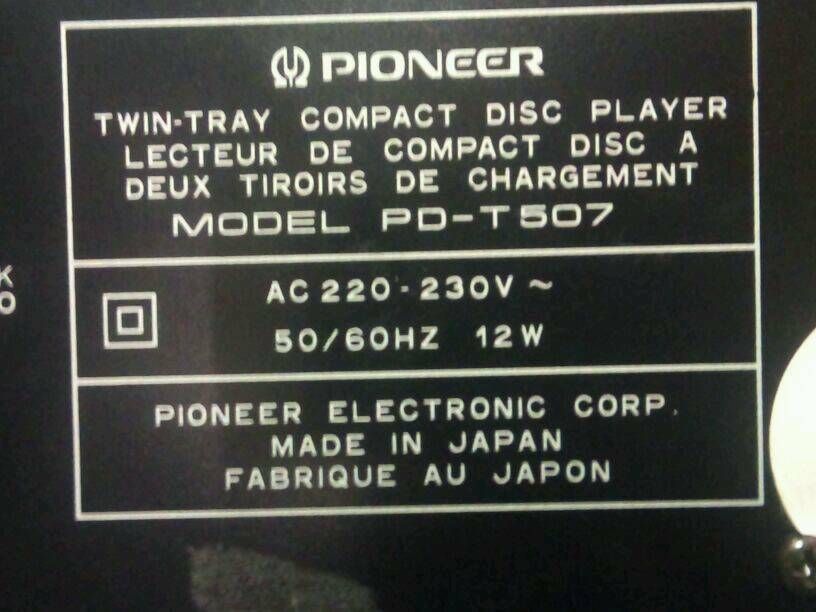 PIONEER
TWIN-TRAY COMPACT DISC PLAYER
LECTEUR DE COMPACT DISC A
DEUX TIROIRS DE CHARGEMENT
MODEL PD-T507
K
O
AC 220-230V ~
50/60HZ 12W
PIONEER ELECTRONIC CORP.
MADE IN JAPAN
FABRIQUE AU JAPON